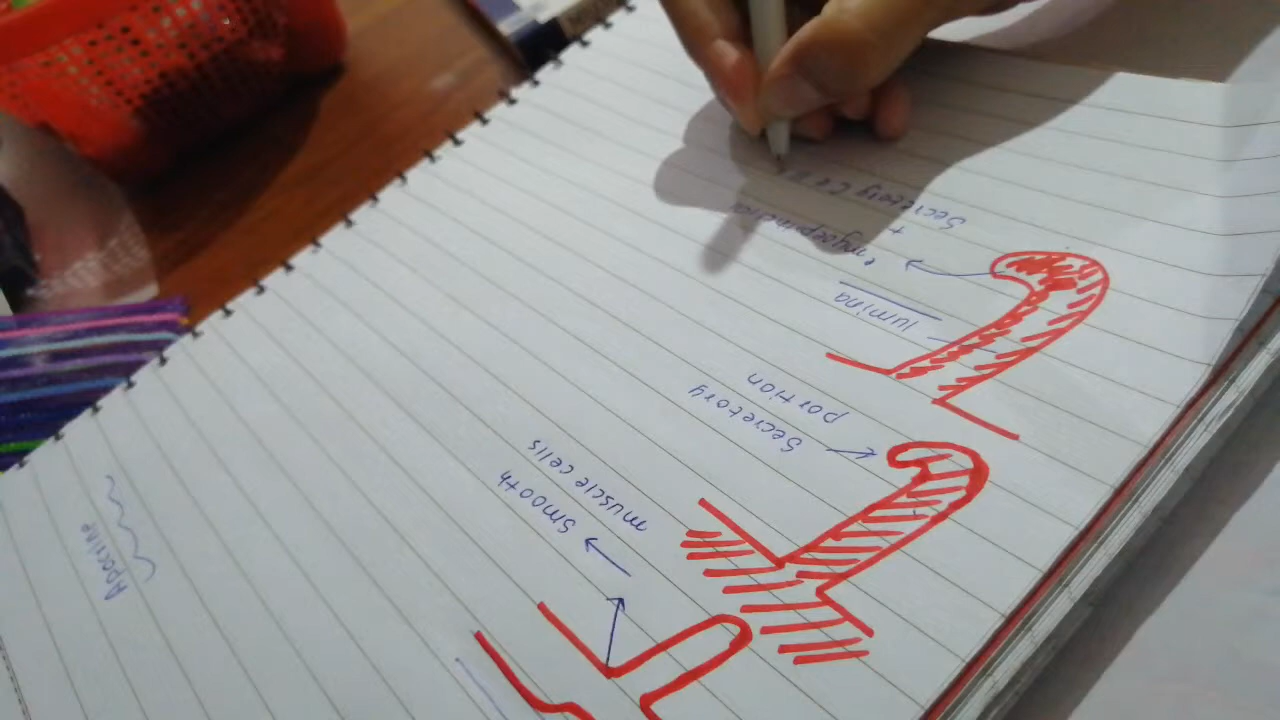 Apocrine
smooth
muscle cells
secretory
portion
lumina
+
secretory